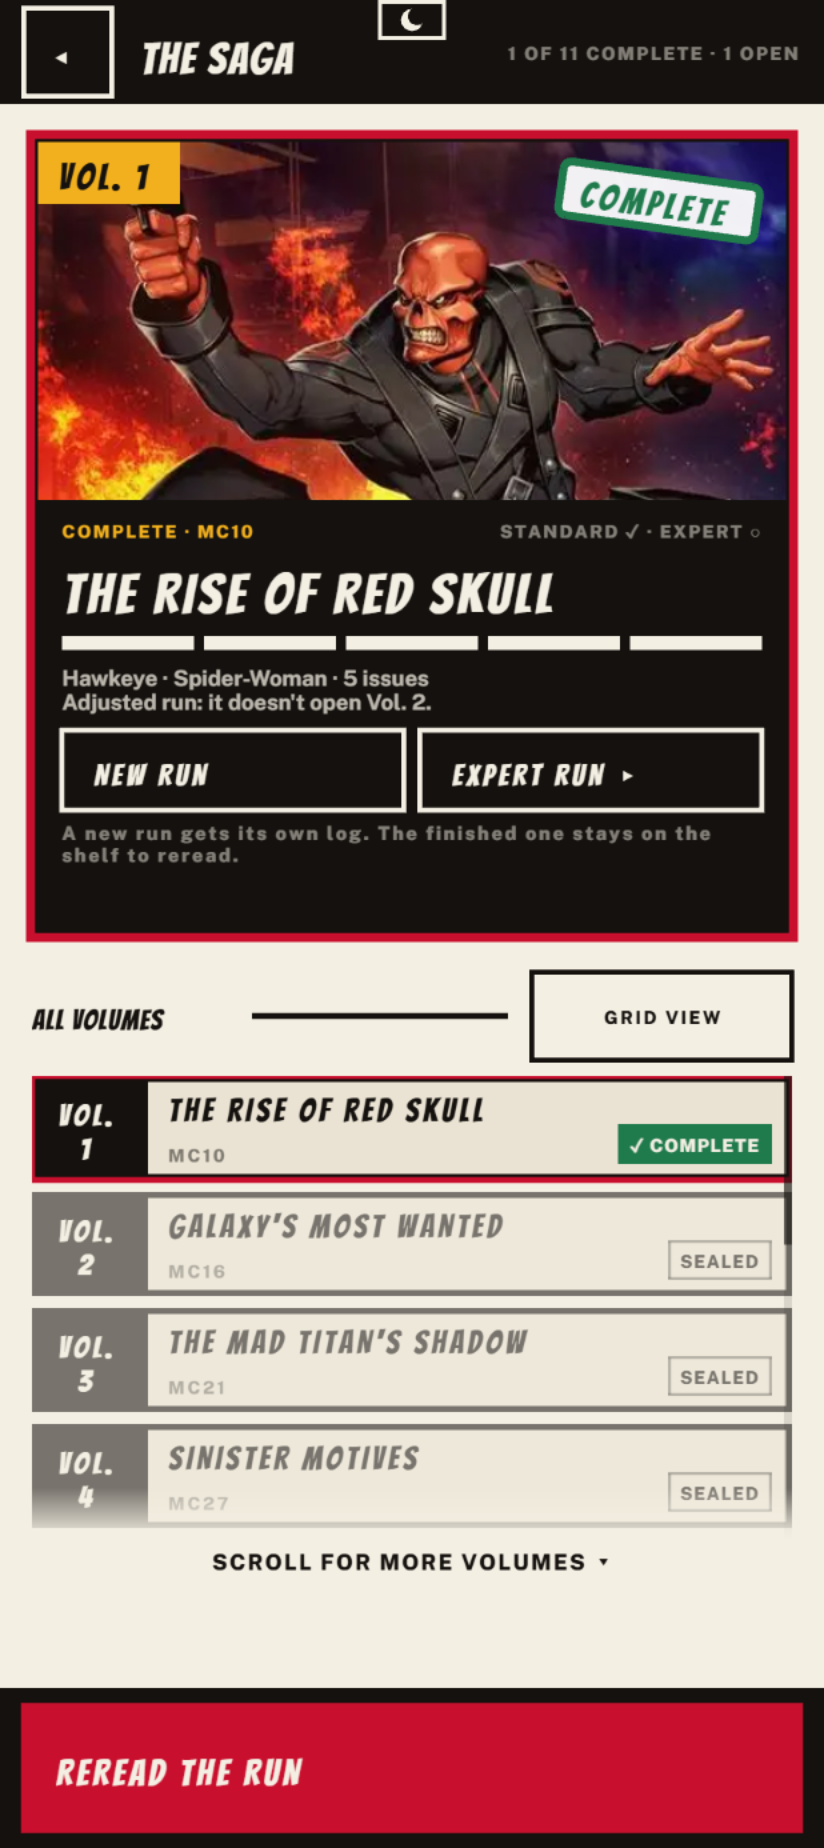 ◂ THE SAGA 1 OF 11 COMPLETE · 1 OPEN
VOL. 1
COMPLETE
COMPLETE · MC10 STANDARD ✓ · EXPERT ○
THE RISE OF RED SKULL
Hawkeye · Spider-Woman · 5 issues
Adjusted run: it doesn't open Vol. 2.
NEW RUN
EXPERT RUN ▸
A new run gets its own log. The finished one stays on the
shelf to reread.
ALL VOLUMES
GRID VIEW
VOL.
1
THE RISE OF RED SKULL
MC10
✓ COMPLETE
VOL.
2
GALAXY'S MOST WANTED
MC16
SEALED
VOL.
3
THE MAD TITAN'S SHADOW
MC21
SEALED
VOL.
4
SINISTER MOTIVES
MC27
SEALED
SCROLL FOR MORE VOLUMES ▾
REREAD THE RUN